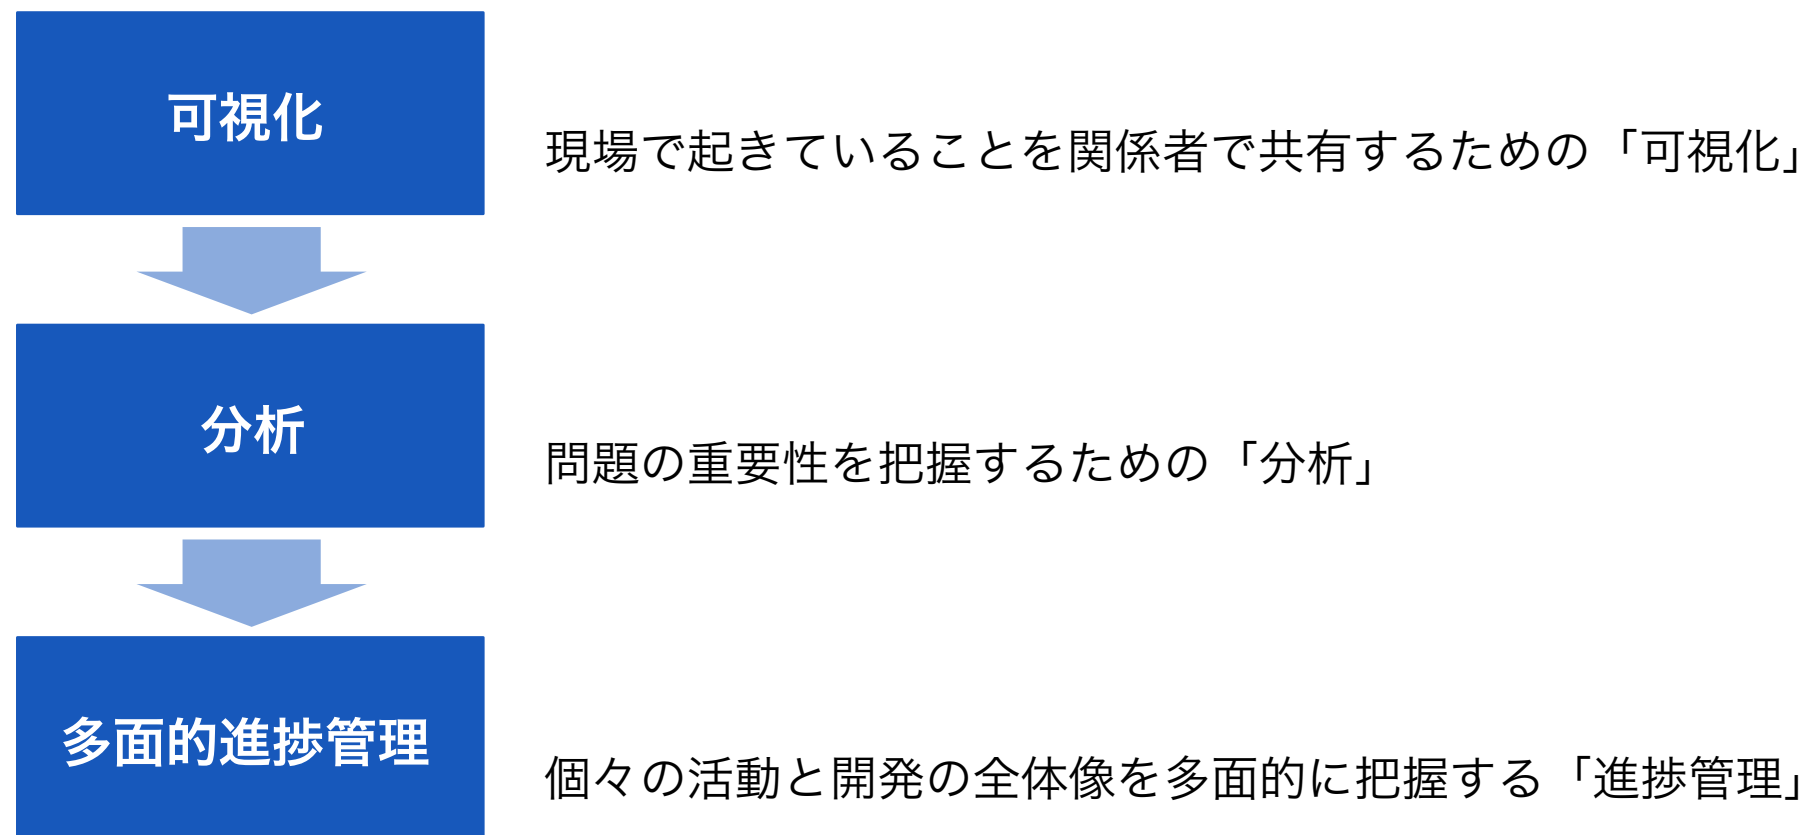 可視化
現場で起きていることを関係者で共有するための「可視化」
分析
問題の重要性を把握するための「分析」
多面的進捗管理
個々の活動と開発の全体像を多面的に把握する「進捗管理」